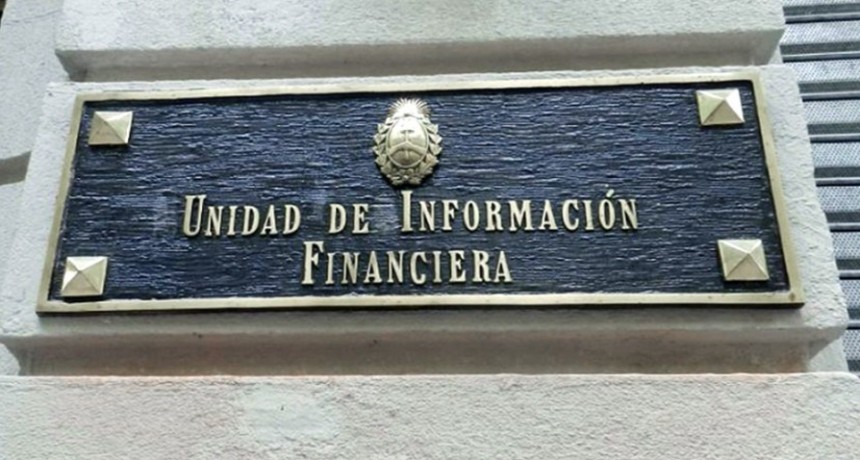 UNIDAD DE INFORMACIÓN
FINANCIERA